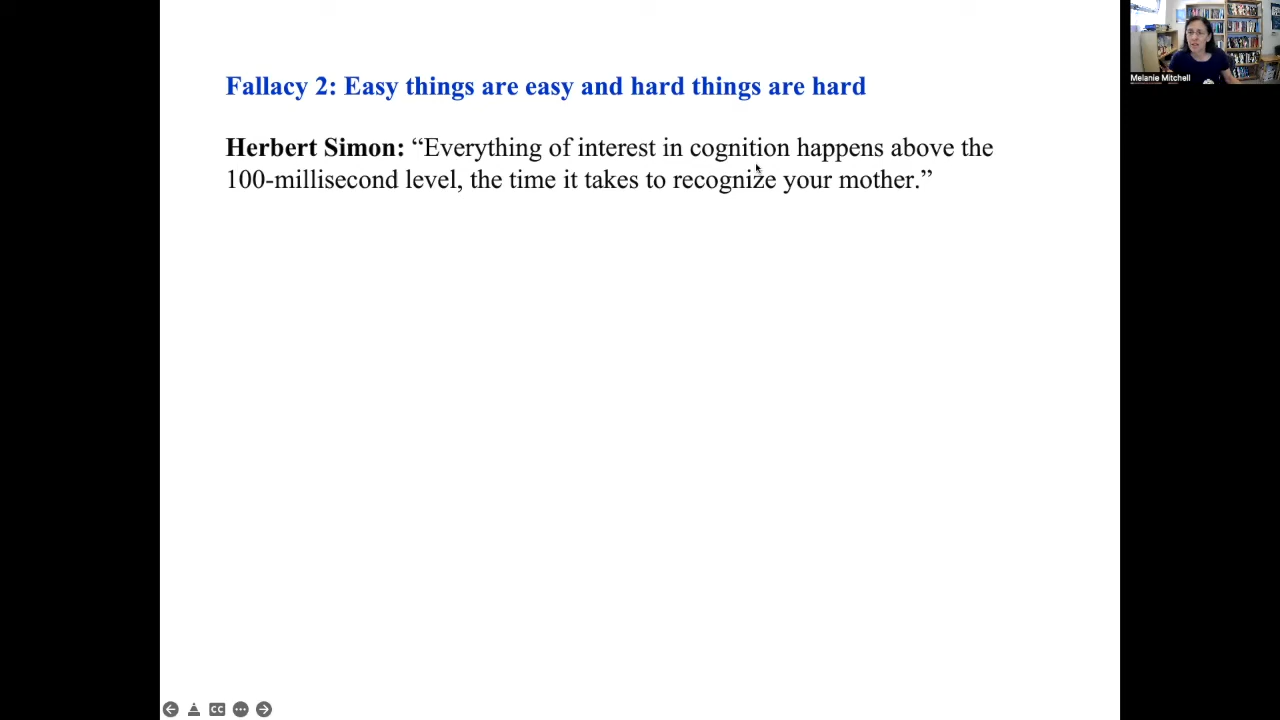 Fallacy 2: Easy things are easy and hard things are hard
Herbert Simon: “Everything of interest in cognition happens above the
100-millisecond level, the time it takes to recognize your mother.”
Melanie Mitchell
CC